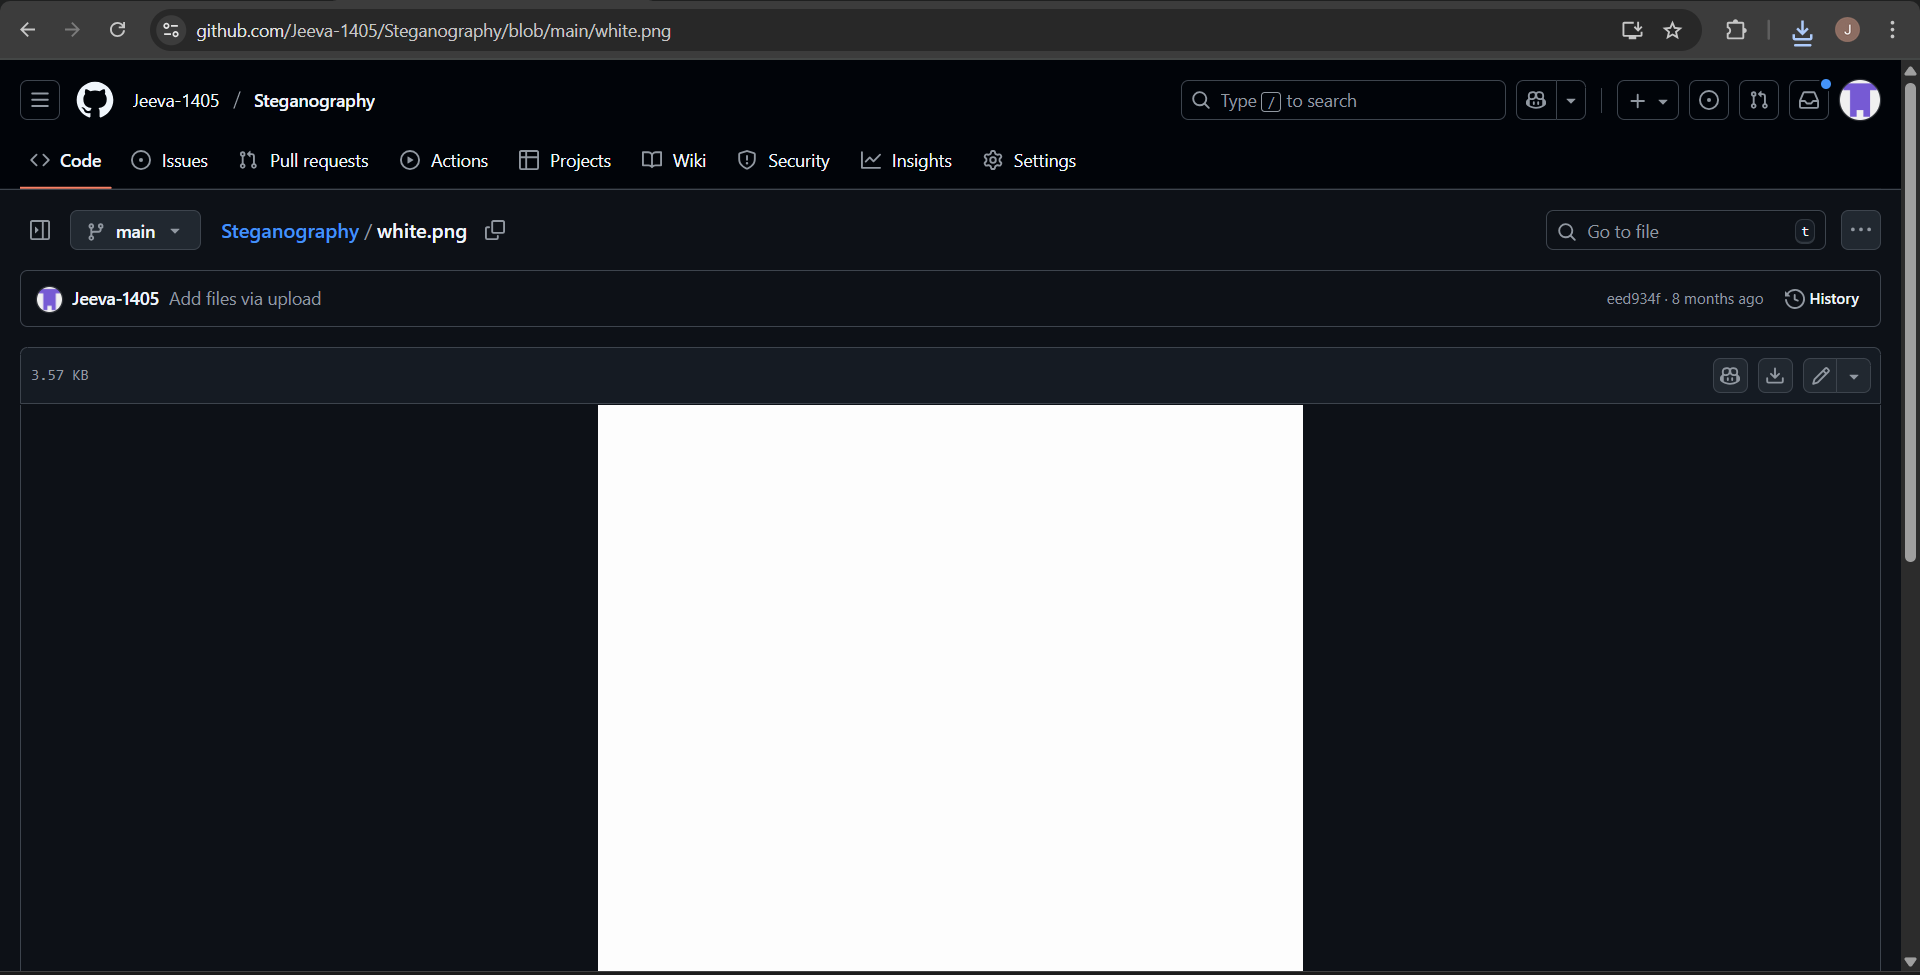 github.com/Jeeva-1405/Steganography/blob/main/white.png
J
Jeeva-1405 / Steganography
Type / to search
Code Issues Pull requests Actions Projects Wiki Security Insights Settings
main
Steganography / white.png
Go to file t
Jeeva-1405 Add files via upload
eed934f · 8 months ago History
3.57 KB